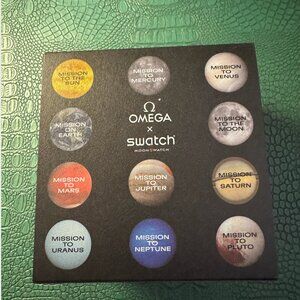 MISSION
TO THE
SUN
MISSION
TO
MERCURY
MISSION
TO
VENUS
MISSION
ON
EARTH
Ω
OMEGA
×
swatch
MOONSWATCH
MISSION
TO THE
MOON
MISSION
TO
MARS
MISSION
TO
JUPITER
MISSION
TO
SATURN
MISSION
TO
URANUS
MISSION
TO
NEPTUNE
MISSION
TO
PLUTO